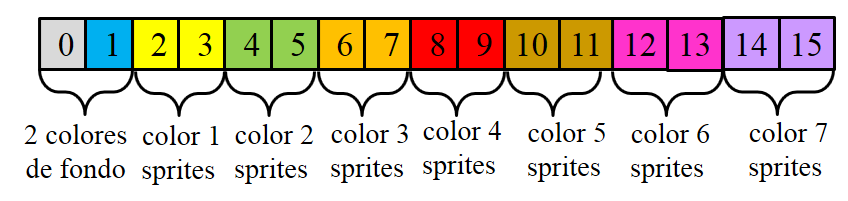 0 1 2 3 4 5 6 7 8 9 10 11 12 13 14 15
2 colores de fondo
color 1 sprites
color 2 sprites
color 3 sprites
color 4 sprites
color 5 sprites
color 6 sprites
color 7 sprites